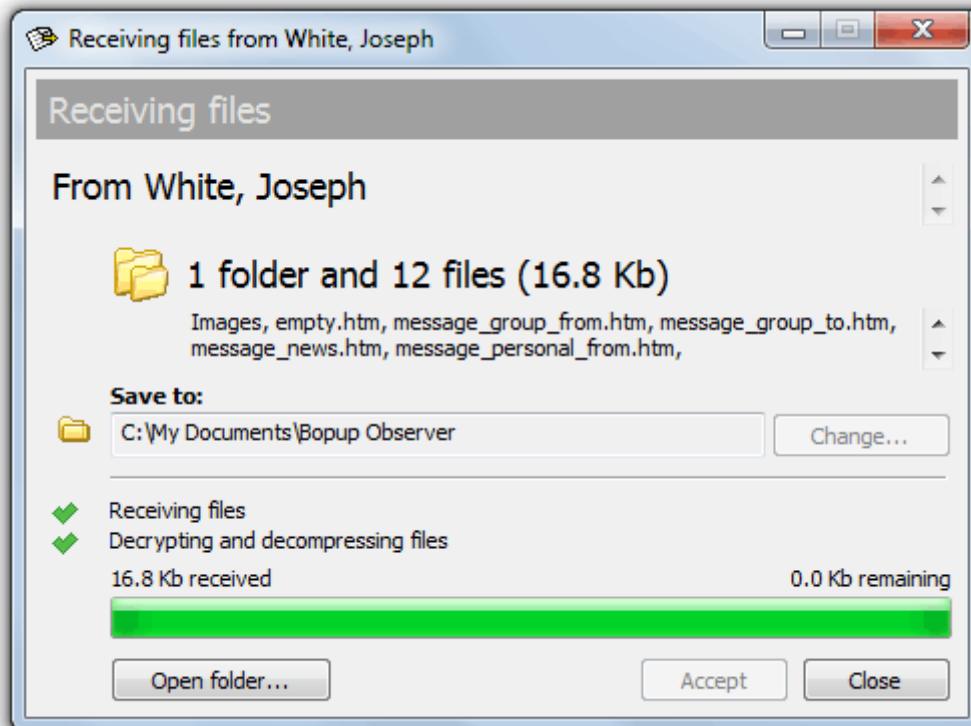 Receiving files from White, Joseph
Receiving files
From White, Joseph
1 folder and 12 files (16.8 Kb)
Images, empty.htm, message_group_from.htm, message_group_to.htm,
message_news.htm, message_personal_from.htm,
Save to:
C:\My Documents\Bopup Observer
Change...
Receiving files
Decrypting and decompressing files
16.8 Kb received 0.0 Kb remaining
Open folder... Accept Close